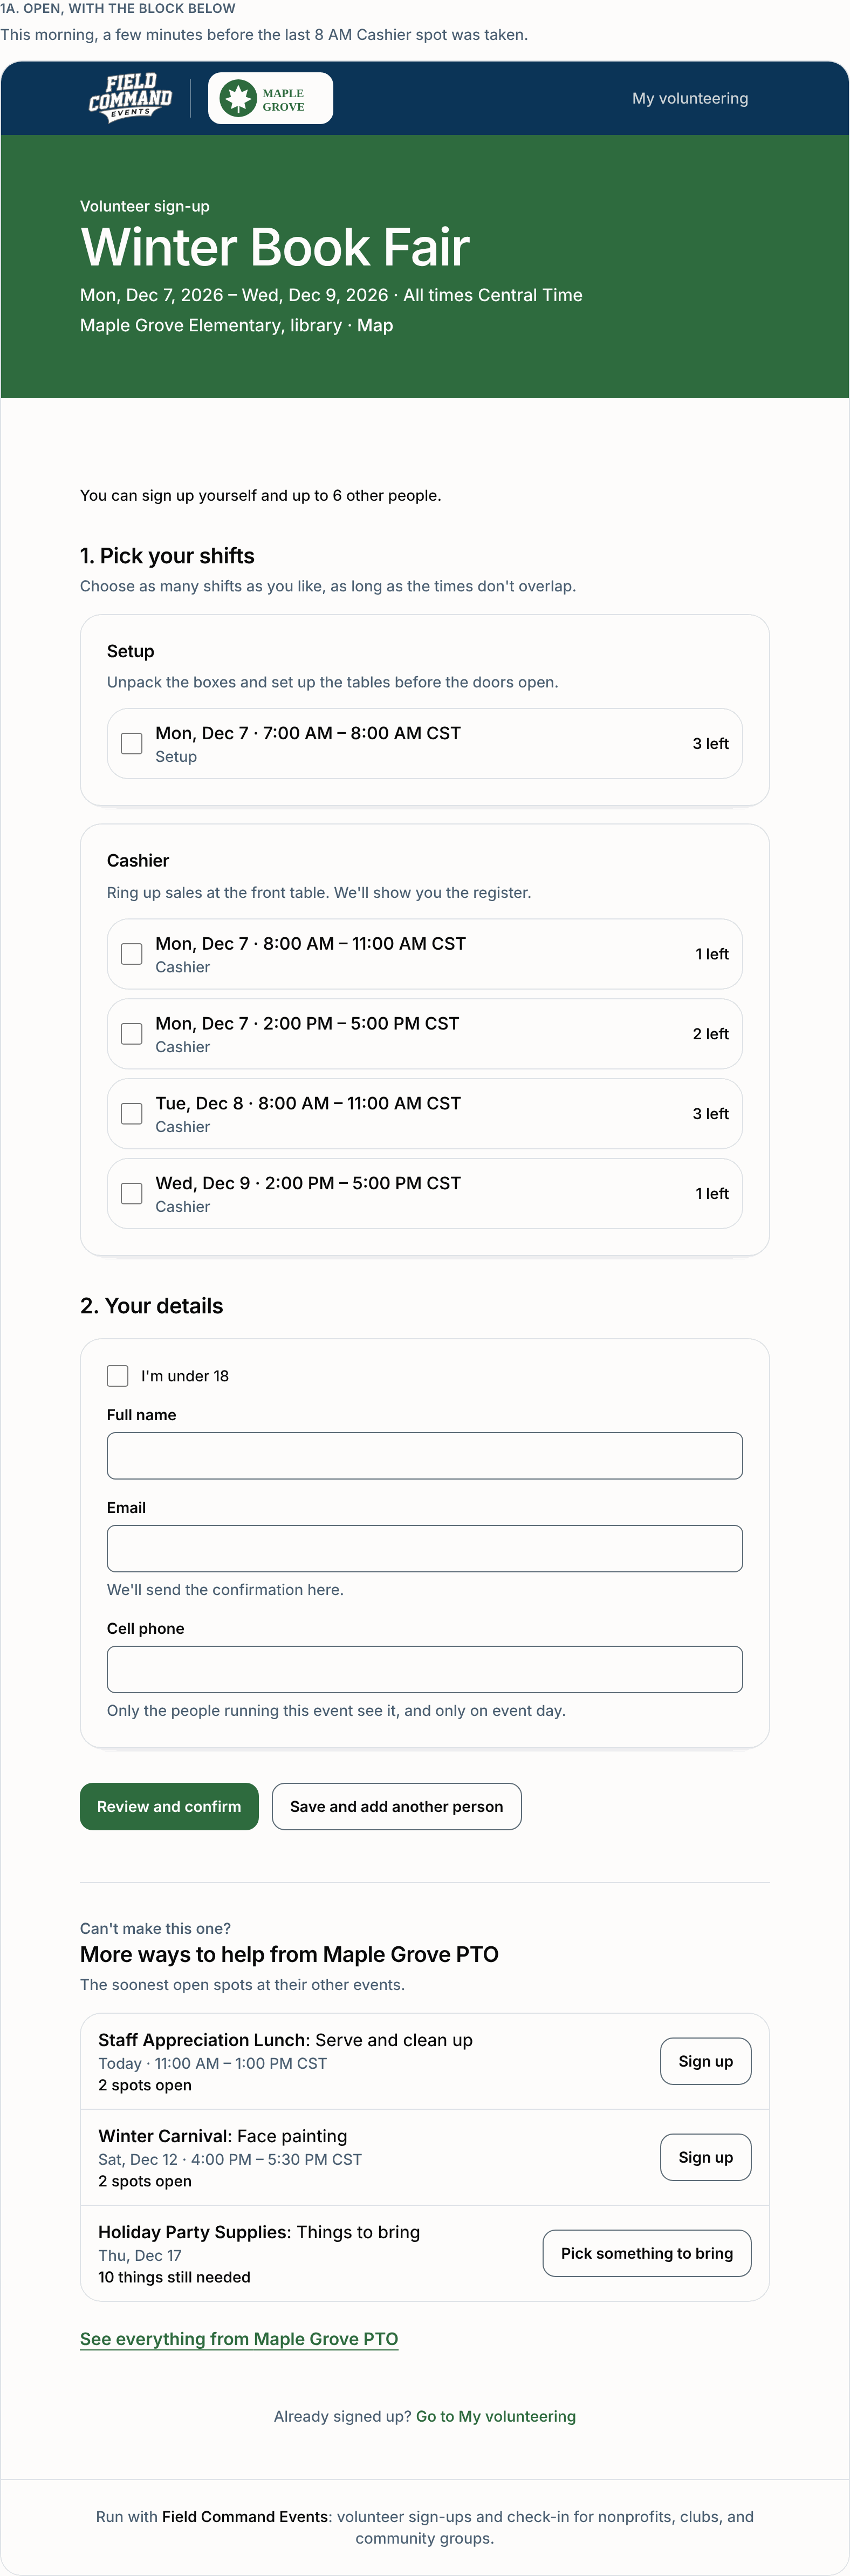 1A. OPEN, WITH THE BLOCK BELOW
This morning, a few minutes before the last 8 AM Cashier spot was taken.
FIELD
COMMAND
EVENTS
MAPLE
GROVE
My volunteering
Volunteer sign-up
Winter Book Fair
Mon, Dec 7, 2026 – Wed, Dec 9, 2026 · All times Central Time
Maple Grove Elementary, library · Map
You can sign up yourself and up to 6 other people.
1. Pick your shifts
Choose as many shifts as you like, as long as the times don't overlap.
Setup
Unpack the boxes and set up the tables before the doors open.
Mon, Dec 7 · 7:00 AM – 8:00 AM CST
Setup
3 left
Cashier
Ring up sales at the front table. We'll show you the register.
Mon, Dec 7 · 8:00 AM – 11:00 AM CST
Cashier
1 left
Mon, Dec 7 · 2:00 PM – 5:00 PM CST
Cashier
2 left
Tue, Dec 8 · 8:00 AM – 11:00 AM CST
Cashier
3 left
Wed, Dec 9 · 2:00 PM – 5:00 PM CST
Cashier
1 left
2. Your details
I'm under 18
Full name
Email
We'll send the confirmation here.
Cell phone
Only the people running this event see it, and only on event day.
Review and confirm
Save and add another person
Can't make this one?
More ways to help from Maple Grove PTO
The soonest open spots at their other events.
Staff Appreciation Lunch: Serve and clean up
Today · 11:00 AM – 1:00 PM CST
2 spots open
Sign up
Winter Carnival: Face painting
Sat, Dec 12 · 4:00 PM – 5:30 PM CST
2 spots open
Sign up
Holiday Party Supplies: Things to bring
Thu, Dec 17
10 things still needed
Pick something to bring
See everything from Maple Grove PTO
Already signed up? Go to My volunteering
Run with Field Command Events: volunteer sign-ups and check-in for nonprofits, clubs, and
community groups.